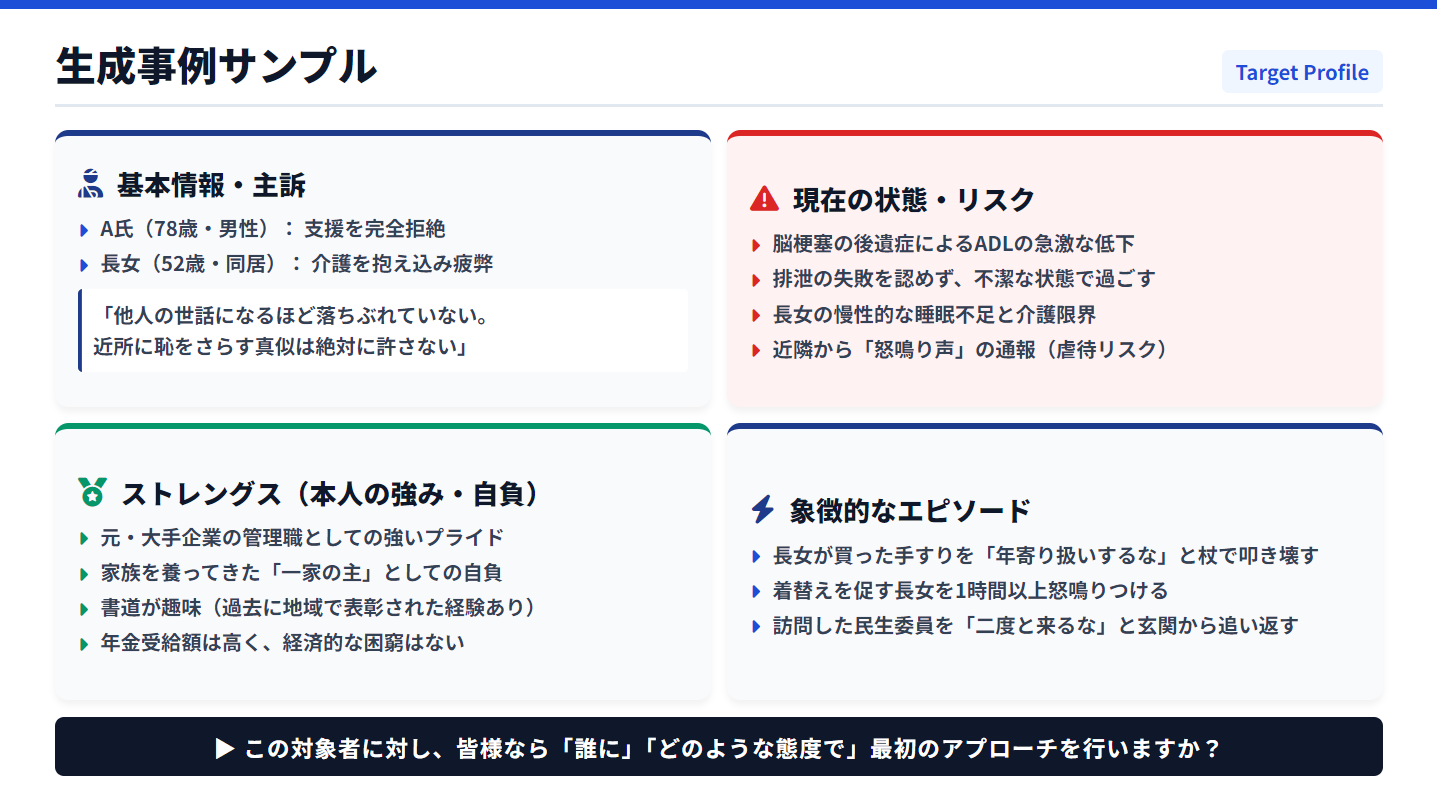 生成事例サンプル
Target Profile
基本情報・主訴
A氏（78歳・男性）： 支援を完全拒絶
長女（52歳・同居）： 介護を抱え込み疲弊
「他人の世話になるほど落ちぶれていない。
近所に恥をさらす真似は絶対に許さない」
現在の状態・リスク
脳梗塞の後遺症によるADLの急激な低下
排泄の失敗を認めず、不潔な状態で過ごす
長女の慢性的な睡眠不足と介護限界
近隣から「怒鳴り声」の通報（虐待リスク）
ストレングス（本人の強み・自負）
元・大手企業の管理職としての強いプライド
家族を養ってきた「一家の主」としての自負
書道が趣味（過去に地域で表彰された経験あり）
年金受給額は高く、経済的な困窮はない
象徴的なエピソード
長女が買った手すりを「年寄り扱いするな」と杖で叩き壊す
着替えを促す長女を1時間以上怒鳴りつける
訪問した民生委員を「二度と来るな」と玄関から追い返す
▶ この対象者に対し、皆様なら「誰に」「どのような態度で」最初のアプローチを行いますか？